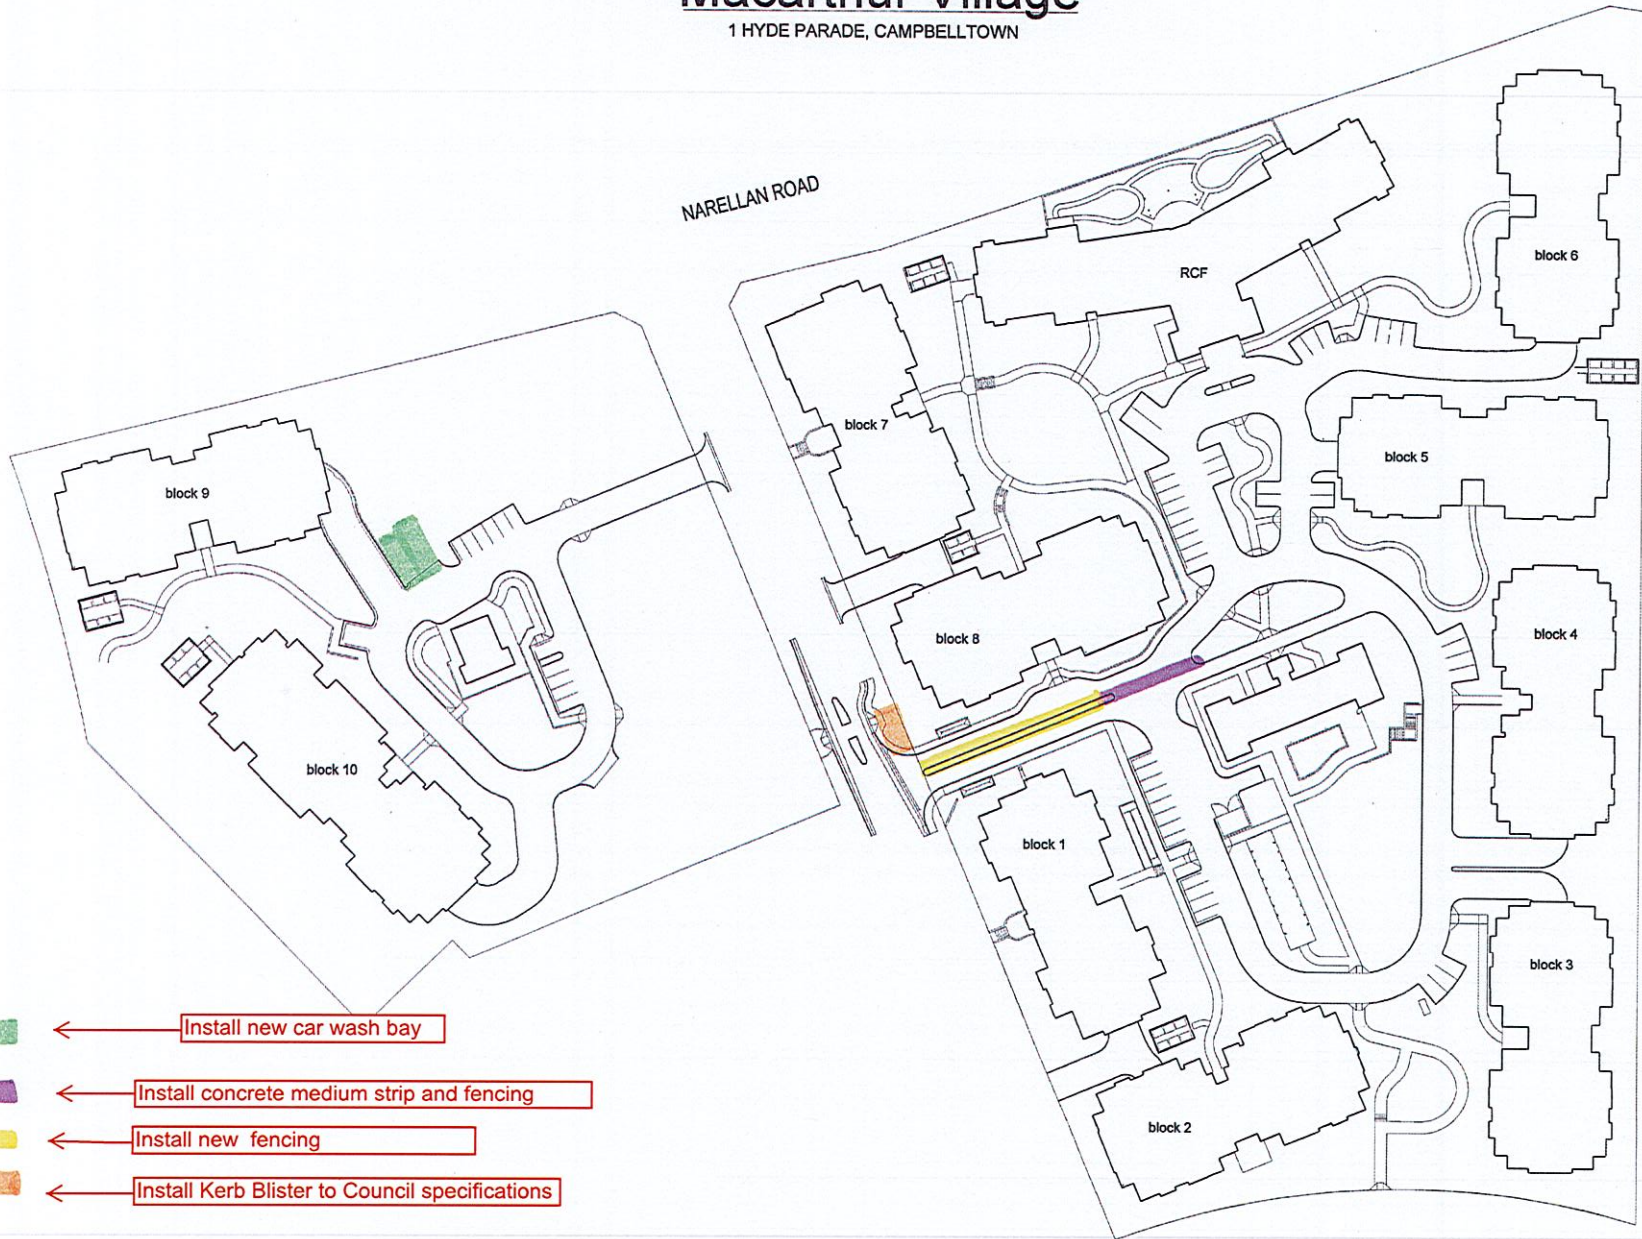 Macarthur Village
1 HYDE PARADE, CAMPBELLTOWN
NARELLAN ROAD
RCF
block 6
block 7
block 5
block 9
block 8
block 4
block 10
block 1
block 3
block 2
Install new car wash bay
Install concrete medium strip and fencing
Install new fencing
Install Kerb Blister to Council specifications